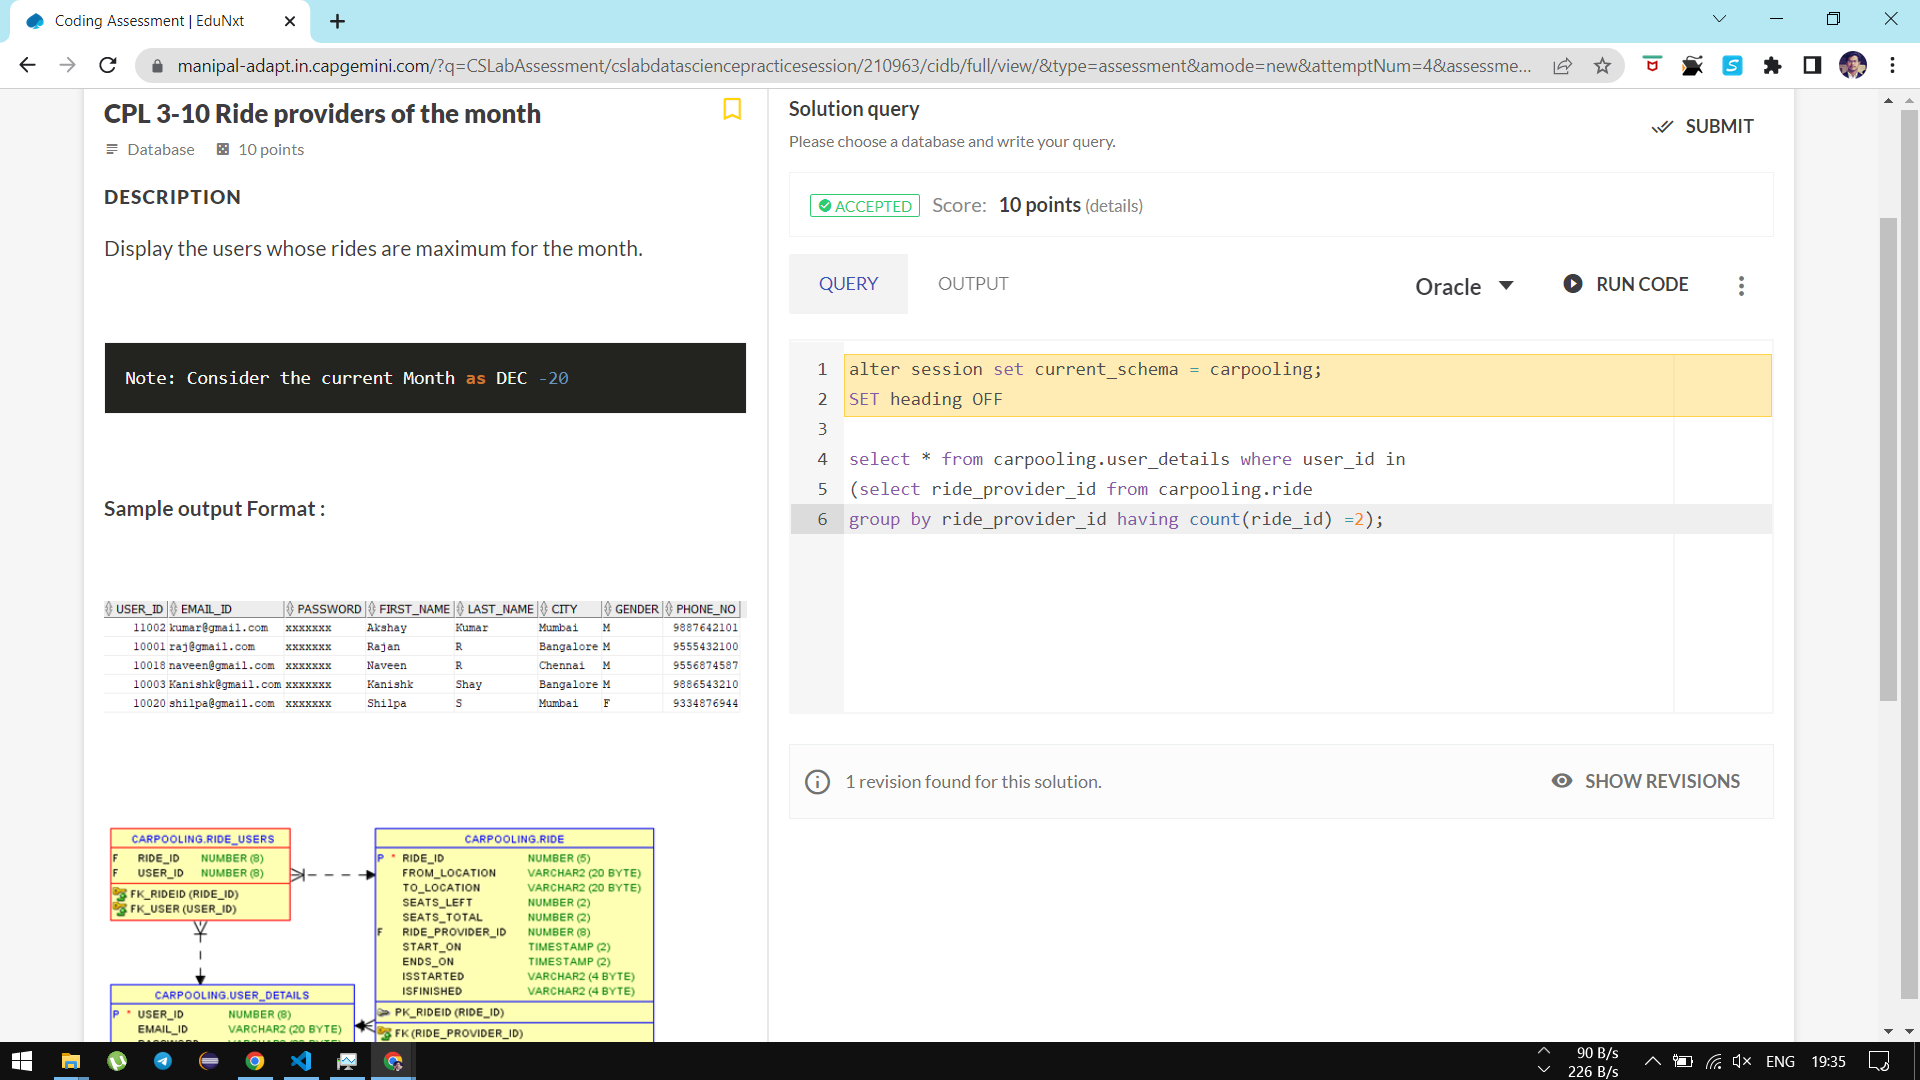 Coding Assessment | EduNxt
manipal-adapt.in.capgemini.com/?q=CSLabAssessment/cslabdatasciencepracticesession/210963/cidb/full/view/&type=assessment&amode=new&attemptNum=4&assessme...
CPL 3-10 Ride providers of the month
Database 10 points
DESCRIPTION
Display the users whose rides are maximum for the month.
Note: Consider the current Month as DEC -20
Sample output Format :
USER_ID EMAIL_ID PASSWORD FIRST_NAME LAST_NAME CITY GENDER PHONE_NO
11002 kumar@gmail.com xxxxxxx Akshay Kumar Mumbai M 9887642101
10001 raj@gmail.com xxxxxxx Rajan R Bangalore M 9555432100
10018 naveen@gmail.com xxxxxxx Naveen R Chennai M 9556874587
10003 Kanishk@gmail.com xxxxxxx Kanishk Shay Bangalore M 9886543210
10020 shilpa@gmail.com xxxxxxx Shilpa S Mumbai F 9334876944
CARPOOLING.RIDE_USERS
F RIDE_ID NUMBER (8)
F USER_ID NUMBER (8)
FK_RIDEID (RIDE_ID)
FK_USER (USER_ID)
CARPOOLING.RIDE
P * RIDE_ID NUMBER (5)
FROM_LOCATION VARCHAR2 (20 BYTE)
TO_LOCATION VARCHAR2 (20 BYTE)
SEATS_LEFT NUMBER (2)
SEATS_TOTAL NUMBER (2)
F RIDE_PROVIDER_ID NUMBER (8)
START_ON TIMESTAMP (2)
ENDS_ON TIMESTAMP (2)
ISSTARTED VARCHAR2 (4 BYTE)
ISFINISHED VARCHAR2 (4 BYTE)
PK_RIDEID (RIDE_ID)
FK (RIDE_PROVIDER_ID)
CARPOOLING.USER_DETAILS
P * USER_ID NUMBER (8)
EMAIL_ID VARCHAR2 (20 BYTE)
Solution query
Please choose a database and write your query.
SUBMIT
ACCEPTED Score: 10 points (details)
QUERY OUTPUT Oracle RUN CODE
1 alter session set current_schema = carpooling;
2 SET heading OFF
3
4 select * from carpooling.user_details where user_id in
5 (select ride_provider_id from carpooling.ride
6 group by ride_provider_id having count(ride_id) =2);
1 revision found for this solution. SHOW REVISIONS
90 B/s
226 B/s
ENG 19:35